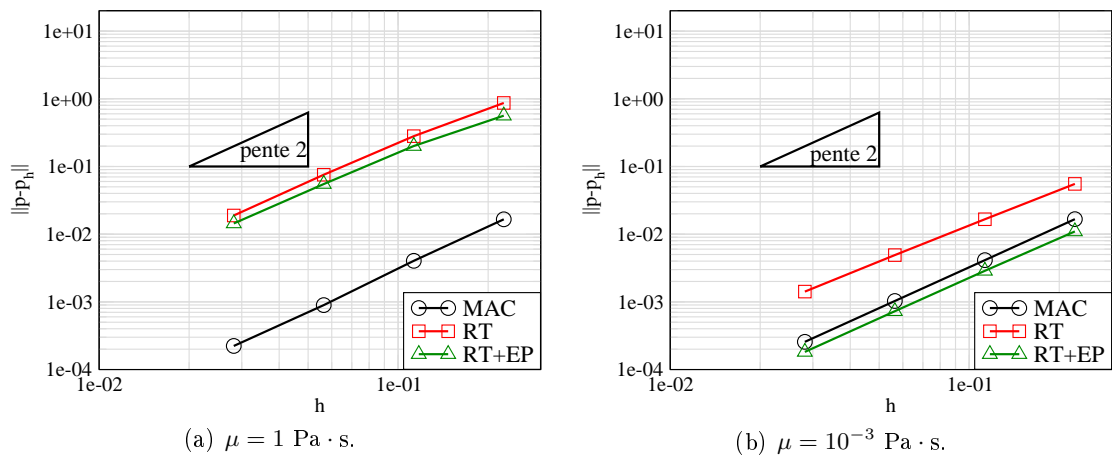 1e+01
1e+00
1e-01
1e-02
1e-03
1e-04
||p-p_h||
pente 2
MAC
RT
RT+EP
1e-02
1e-01
h
(a) μ = 1 Pa · s.
1e+01
1e+00
1e-01
1e-02
1e-03
1e-04
||p-p_h||
pente 2
MAC
RT
RT+EP
1e-02
1e-01
h
(b) μ = 10⁻³ Pa · s.